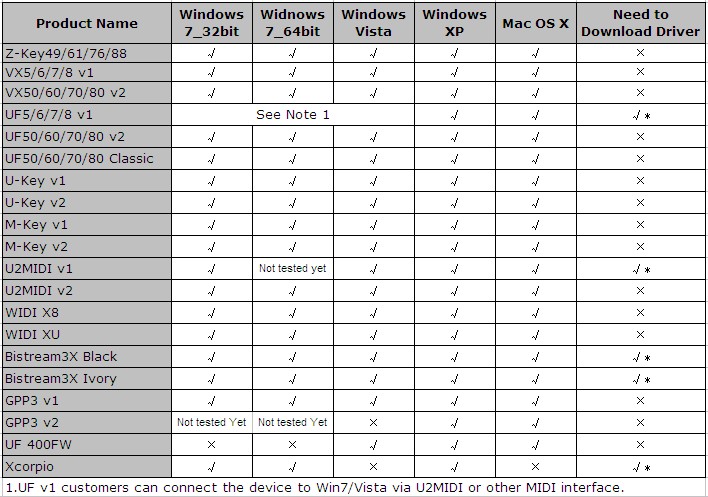 Product Name Windows 7_32bit Widnows 7_64bit Windows Vista Windows XP Mac OS X Need to Download Driver
Z-Key49/61/76/88 √ √ √ √ √ ×
VX5/6/7/8 v1 √ √ √ √ √ ×
VX50/60/70/80 v2 √ √ √ √ √ ×
UF5/6/7/8 v1 See Note 1 √ √ √ *
UF50/60/70/80 v2 √ √ √ √ √ ×
UF50/60/70/80 Classic √ √ √ √ √ ×
U-Key v1 √ √ √ √ √ ×
U-Key v2 √ √ √ √ √ ×
M-Key v1 √ √ √ √ √ ×
M-Key v2 √ √ √ √ √ ×
U2MIDI v1 √ Not tested yet √ √ √ √ *
U2MIDI v2 √ √ √ √ √ ×
WIDI X8 √ √ √ √ √ ×
WIDI XU √ √ √ √ √ ×
Bistream3X Black √ √ √ √ √ √ *
Bistream3X Ivory √ √ √ √ √ √ *
GPP3 v1 √ √ √ √ √ ×
GPP3 v2 Not tested Yet Not tested Yet × √ √ ×
UF 400FW × × √ √ √ ×
Xcorpio √ √ × √ × √ *
1.UF v1 customers can connect the device to Win7/Vista via U2MIDI or other MIDI interface.